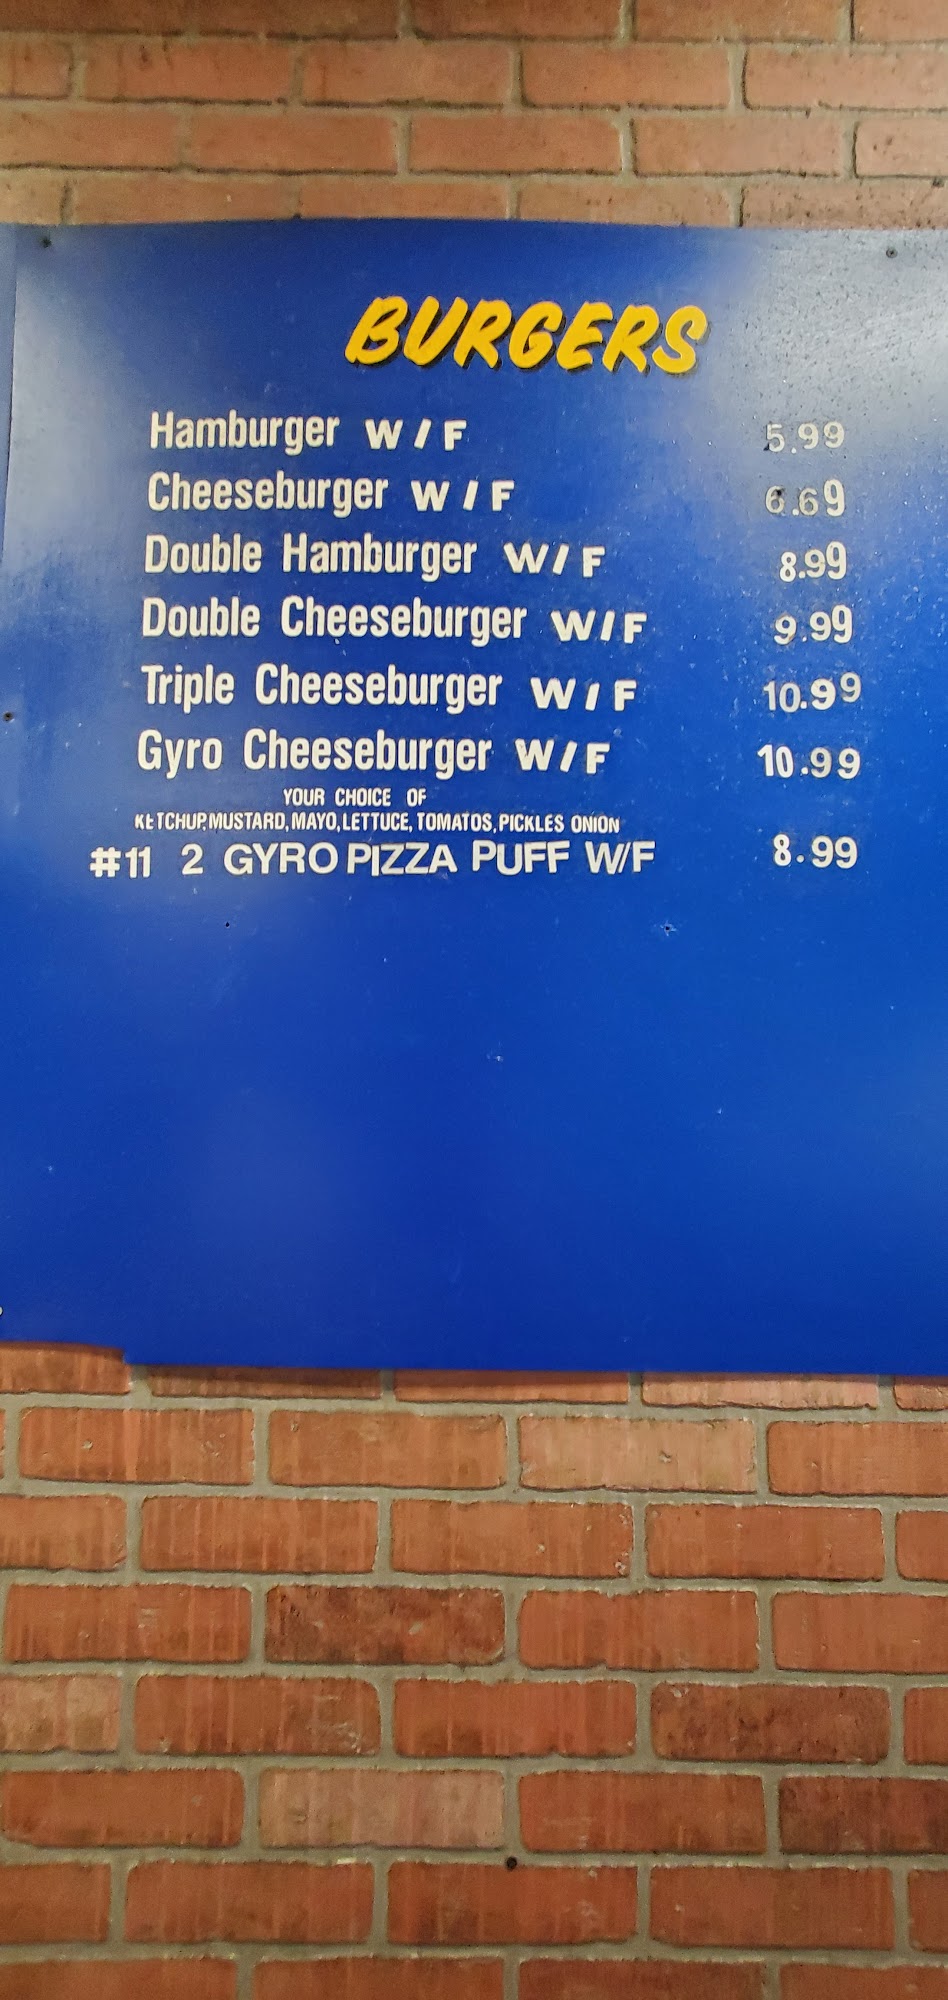 BURGERS
Hamburger W/F 5.99
Cheeseburger W/F 6.69
Double Hamburger W/F 8.99
Double Cheeseburger W/F 9.99
Triple Cheeseburger W/F 10.99
Gyro Cheeseburger W/F 10.99
YOUR CHOICE OF
KETCHUP,MUSTARD,MAYO,LETTUCE,TOMATOS,PICKLES ONION
#11 2 GYRO PIZZA PUFF W/F 8.99